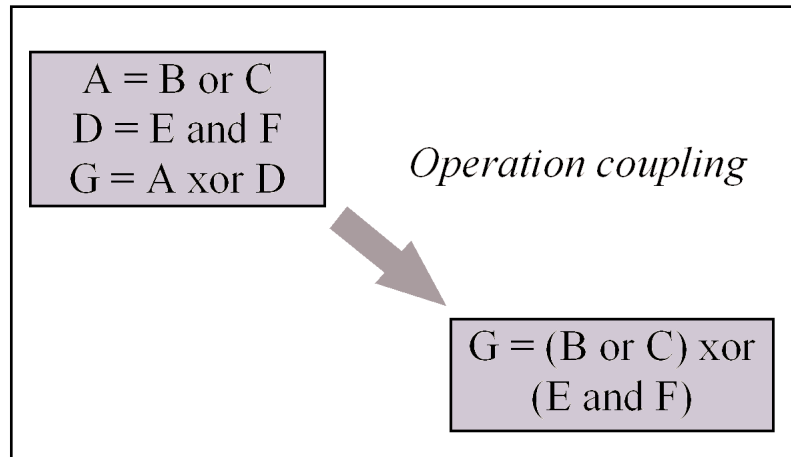 A = B or C
D = E and F
G = A xor D
Operation coupling
G = (B or C) xor
(E and F)